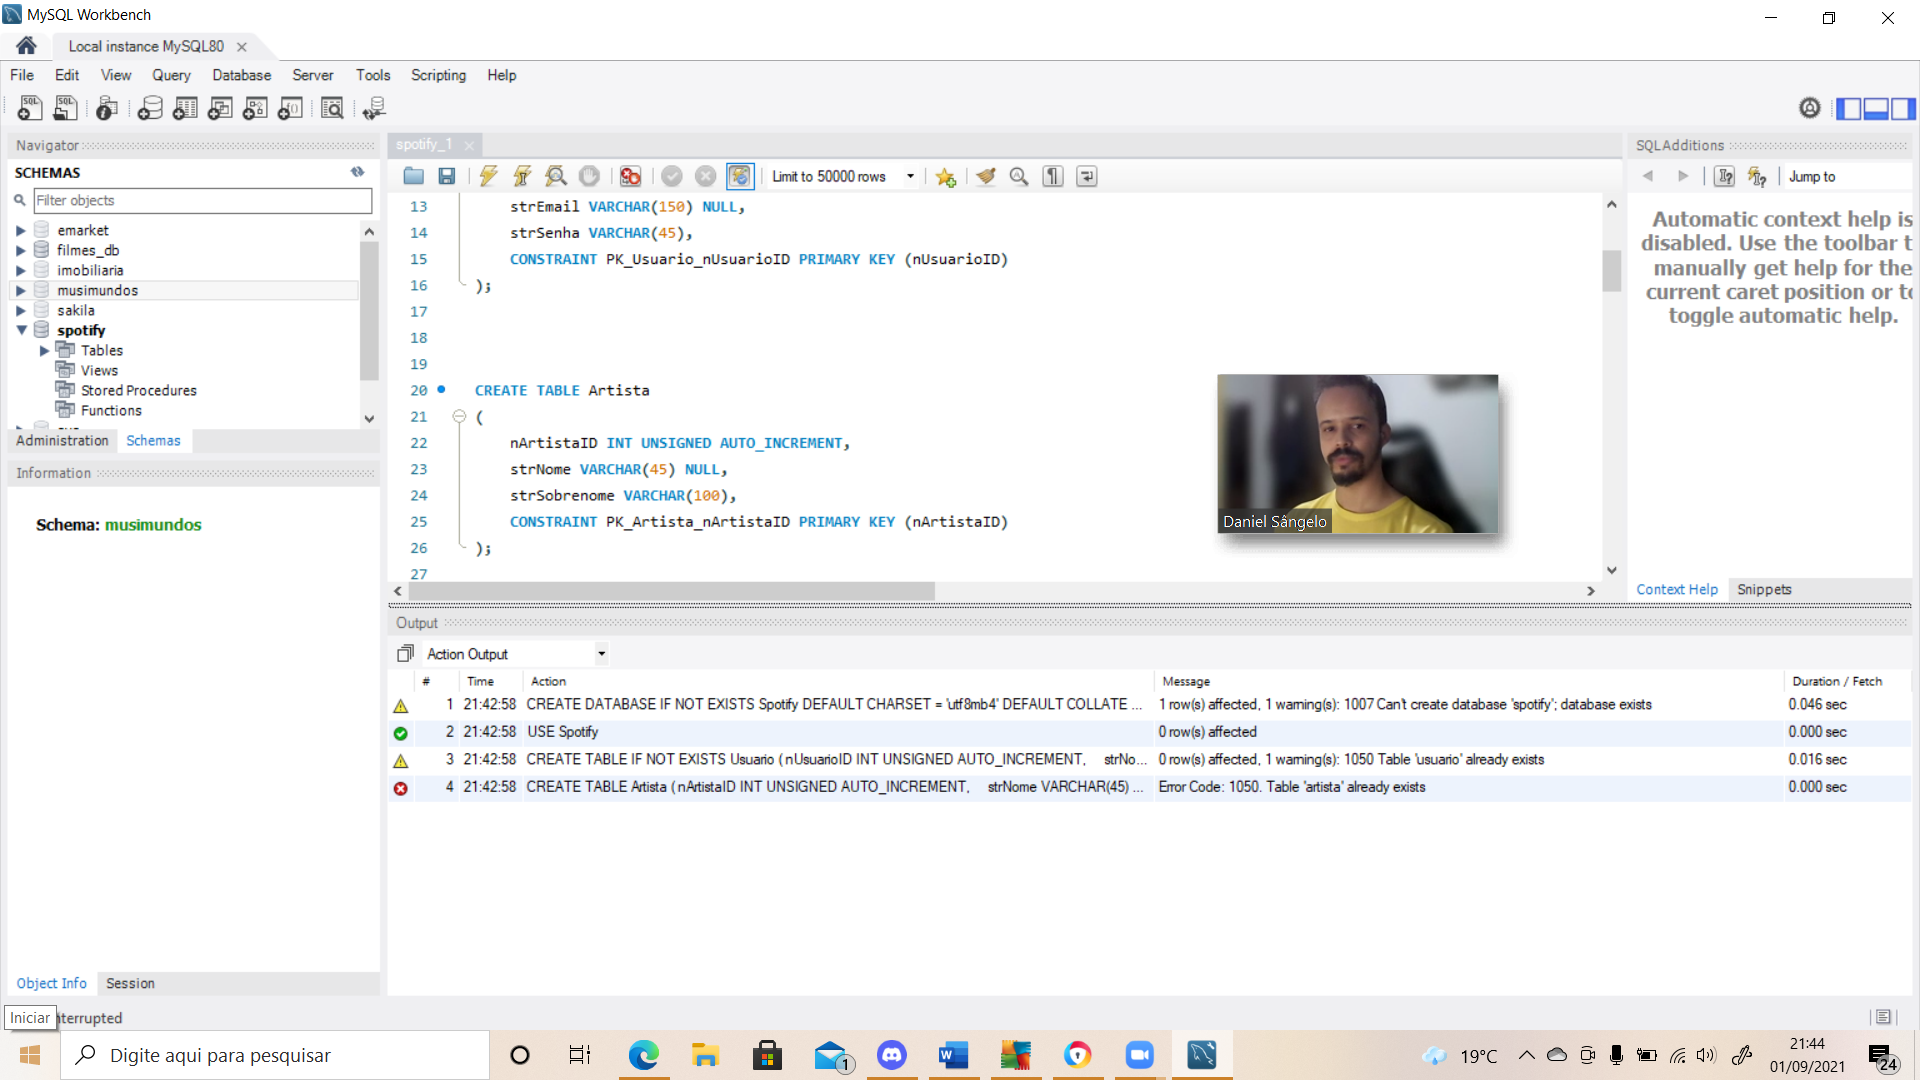 MySQL Workbench
Local instance MySQL80
File Edit View Query Database Server Tools Scripting Help
Navigator
SCHEMAS
Filter objects
emarket
filmes_db
imobiliaria
musimundos
sakila
spotify
Tables
Views
Stored Procedures
Functions
Administration Schemas
Information
Schema: musimundos
Object Info Session
spotify_1
Limit to 50000 rows
13 strEmail VARCHAR(150) NULL,
14 strSenha VARCHAR(45),
15 CONSTRAINT PK_Usuario_nUsuarioID PRIMARY KEY (nUsuarioID)
16 );
17
18
19
20 CREATE TABLE Artista
21 (
22 nArtistaID INT UNSIGNED AUTO_INCREMENT,
23 strNome VARCHAR(45) NULL,
24 strSobrenome VARCHAR(100),
25 CONSTRAINT PK_Artista_nArtistaID PRIMARY KEY (nArtistaID)
26 );
27
Daniel Sângelo
SQLAdditions
Jump to
Automatic context help is
disabled. Use the toolbar t
manually get help for the
current caret position or to
toggle automatic help.
Context Help Snippets
Output
Action Output
# Time Action Message Duration / Fetch
1 21:42:58 CREATE DATABASE IF NOT EXISTS Spotify DEFAULT CHARSET = 'utf8mb4' DEFAULT COLLATE ... 1 row(s) affected, 1 warning(s): 1007 Can't create database 'spotify'; database exists 0.046 sec
2 21:42:58 USE Spotify 0 row(s) affected 0.000 sec
3 21:42:58 CREATE TABLE IF NOT EXISTS Usuario ( nUsuarioID INT UNSIGNED AUTO_INCREMENT, strNo... 0 row(s) affected, 1 warning(s): 1050 Table 'usuario' already exists 0.016 sec
4 21:42:58 CREATE TABLE Artista ( nArtistaID INT UNSIGNED AUTO_INCREMENT, strNome VARCHAR(45) ... Error Code: 1050. Table 'artista' already exists 0.000 sec
Iniciar nterrupted
Digite aqui para pesquisar
1
19°C
21:44
01/09/2021
24